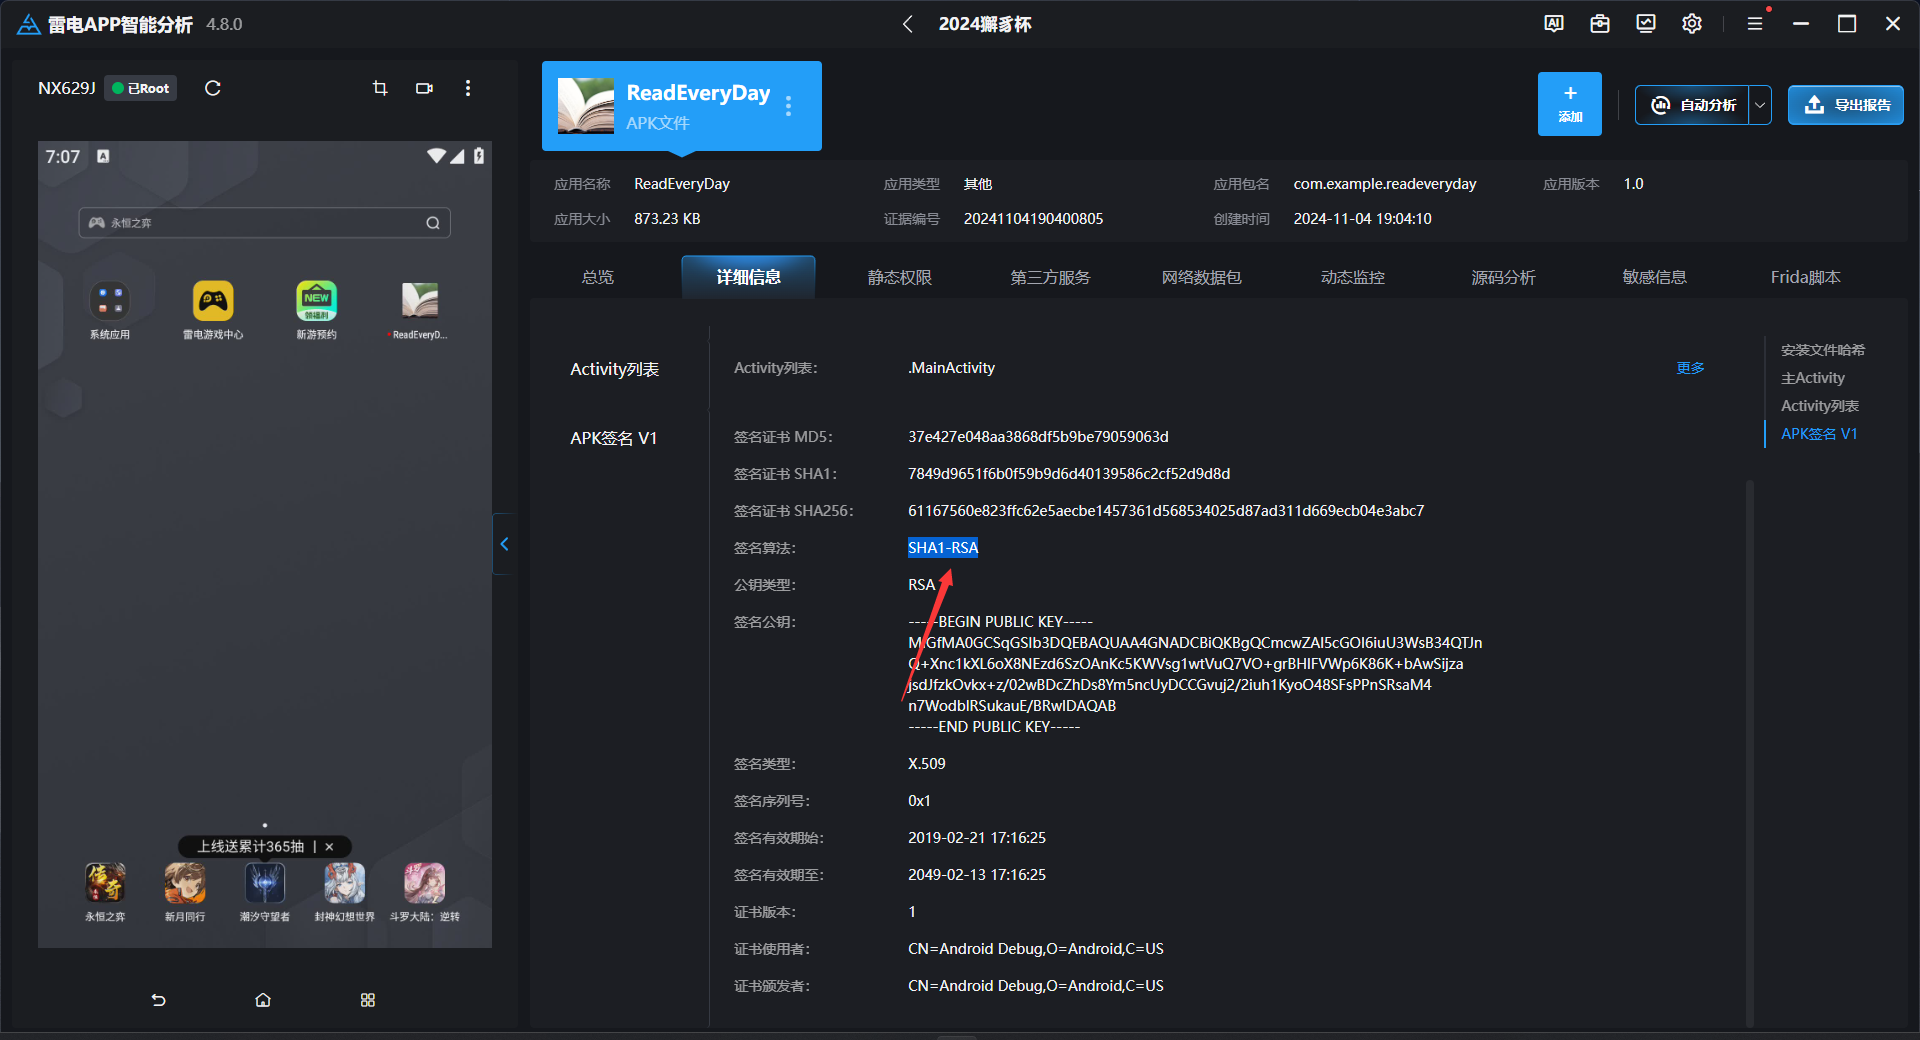 雷电APP智能分析 4.8.0
2024獬豸杯
NX629J 已Root
7:07 A
永恒之弈
系统应用 雷电游戏中心 新游预约 ReadEveryD...
NEW
领福利
上线送累计365抽 | ×
永恒之弈 新月同行 潮汐守望者 封神幻想世界 斗罗大陆：逆转
ReadEveryDay
APK文件
+
添加
自动分析
导出报告
应用名称 ReadEveryDay 应用类型 其他 应用包名 com.example.readeveryday 应用版本 1.0
应用大小 873.23 KB 证据编号 20241104190400805 创建时间 2024-11-04 19:04:10
总览 详细信息 静态权限 第三方服务 网络数据包 动态监控 源码分析 敏感信息 Frida脚本
Activity列表 Activity列表： .MainActivity 更多
APK签名 V1
签名证书 MD5： 37e427e048aa3868df5b9be79059063d
签名证书 SHA1： 7849d9651f6b0f59b9d6d40139586c2cf52d9d8d
签名证书 SHA256： 61167560e823ffc62e5aecbe1457361d568534025d87ad311d669ecb04e3abc7
签名算法： SHA1-RSA
公钥类型： RSA
签名公钥： -----BEGIN PUBLIC KEY-----
MIGfMA0GCSqGSIb3DQEBAQUAA4GNADCBiQKBgQCmcwZAI5cGOI6iuU3WsB34QTJn
Q+Xnc1kXL6oX8NEzd6SzOAnKc5KWVsg1wtVuQ7VO+grBHIFVWp6K86K+bAwSijza
jsdJfzkOvkx+z/02wBDcZhDs8Ym5ncUyDCCGvuj2/2iuh1KyoO48SFsPPnSRsaM4
n7WodblRSukauE/BRwIDAQAB
-----END PUBLIC KEY-----
签名类型： X.509
签名序列号： 0x1
签名有效期始： 2019-02-21 17:16:25
签名有效期至： 2049-02-13 17:16:25
证书版本： 1
证书使用者： CN=Android Debug,O=Android,C=US
证书颁发者： CN=Android Debug,O=Android,C=US
安装文件哈希
主Activity
Activity列表
APK签名 V1